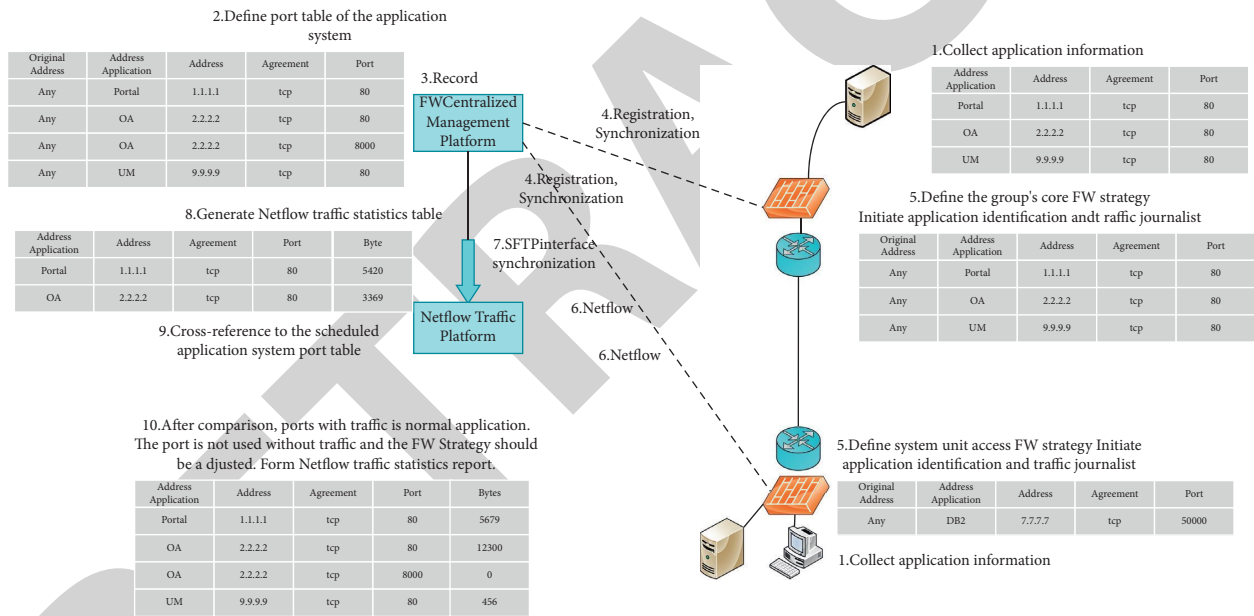 2.Define port table of the application
system
Original Address Address Application Address Agreement Port
Any Portal 1.1.1.1 tcp 80
Any OA 2.2.2.2 tcp 80
Any OA 2.2.2.2 tcp 8000
Any UM 9.9.9.9 tcp 80
3.Record
FWCentralized
Management
Platform
4.Registration,
Synchronization
4.Registration,
Synchronization
1.Collect application information
Address Application Address Agreement Port
Portal 1.1.1.1 tcp 80
OA 2.2.2.2 tcp 80
UM 9.9.9.9 tcp 80
8.Generate Netflow traffic statistics table
Address Application Address Agreement Port Byte
Portal 1.1.1.1 tcp 80 5420
OA 2.2.2.2 tcp 80 3369
7.SFTPinterface
synchronization
5.Define the group's core FW strategy
Initiate application identification andt raffic journalist
Original Address Address Application Address Agreement Port
Any Portal 1.1.1.1 tcp 80
Any OA 2.2.2.2 tcp 80
Any UM 9.9.9.9 tcp 80
9.Cross-reference to the scheduled
application system port table
Netflow Traffic
Platform
6.Netflow
6.Netflow
10.After comparison, ports with traffic is normal application.
The port is not used without traffic and the FW Strategy should
be a djusted. Form Netflow traffic statistics report.
Address Application Address Agreement Port Bytes
Portal 1.1.1.1 tcp 80 5679
OA 2.2.2.2 tcp 80 12300
OA 2.2.2.2 tcp 8000 0
UM 9.9.9.9 tcp 80 456
5.Define system unit access FW strategy Initiate
application identification and traffic journalist
Original Address Address Application Address Agreement Port
Any DB2 7.7.7.7 tcp 50000
1.Collect application information